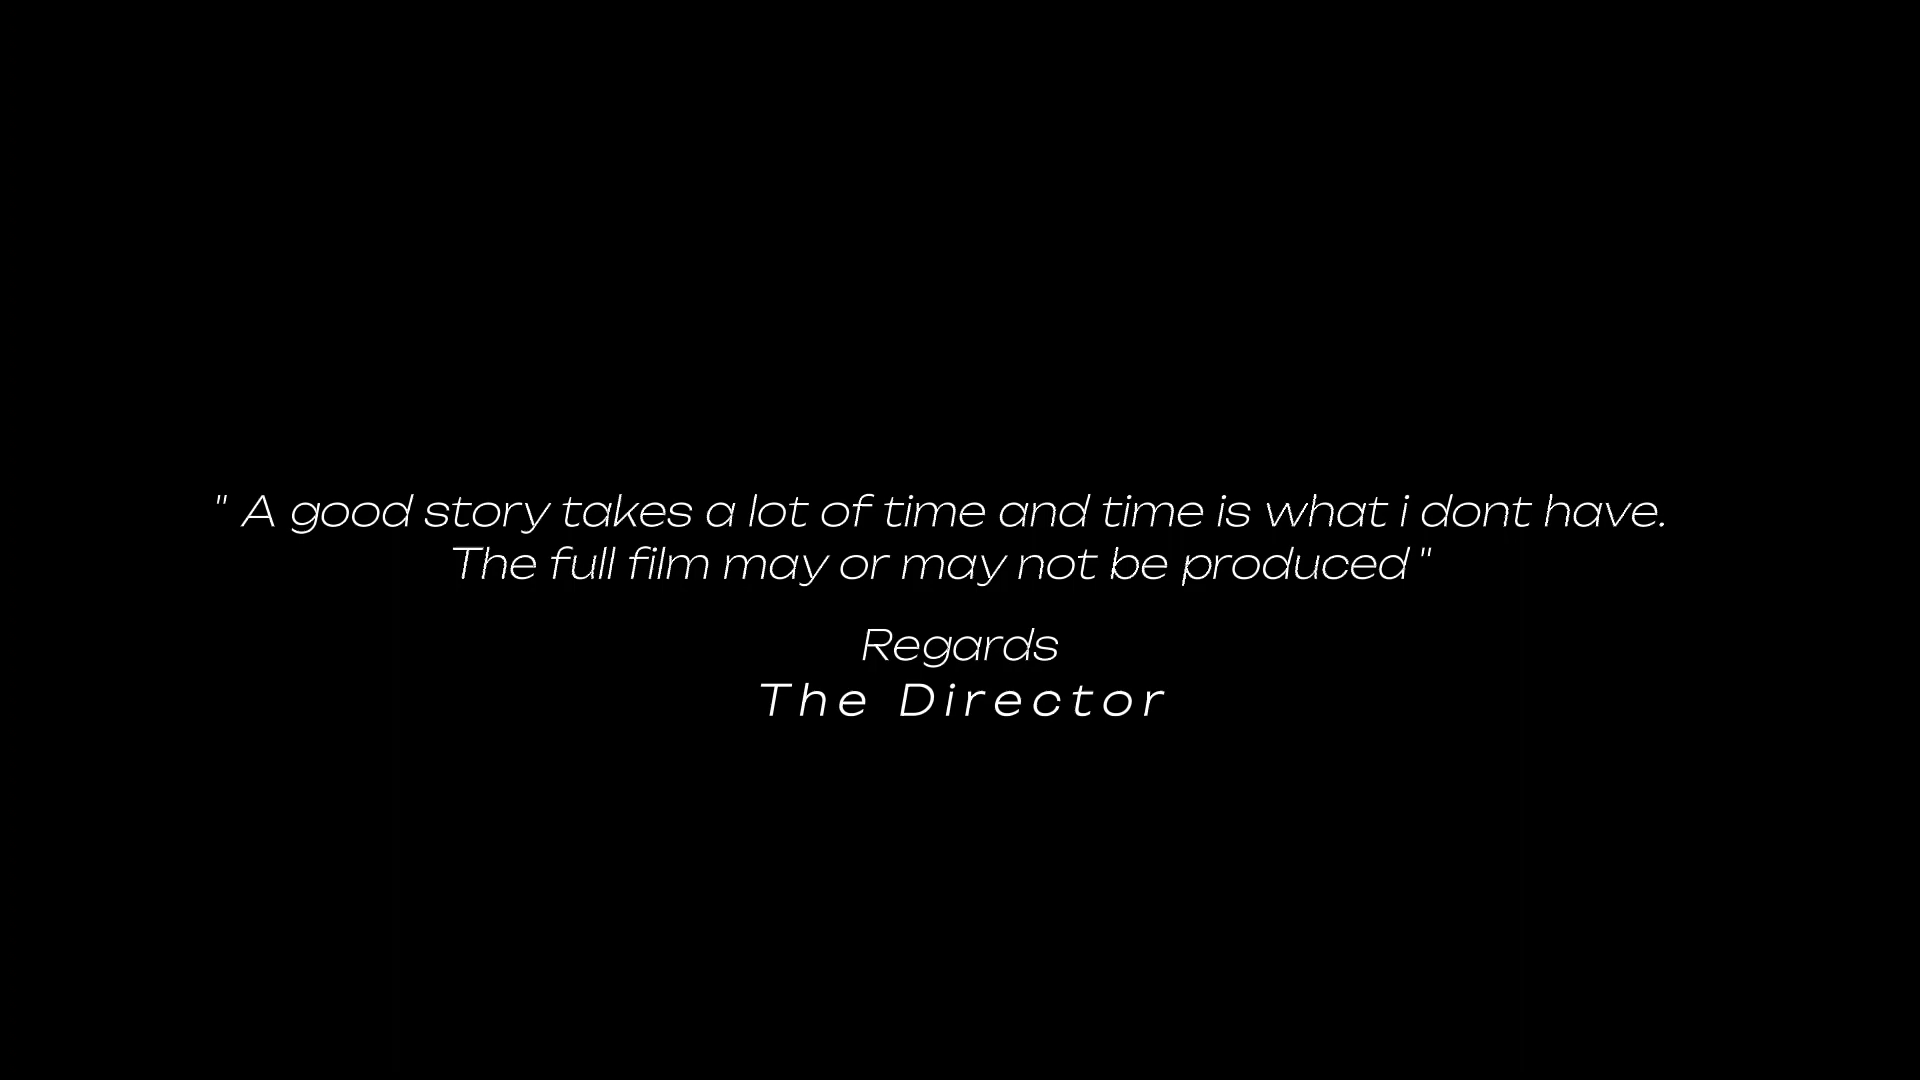 " A good story takes a lot of time and time is what i dont have.
The full film may or may not be produced "
Regards
The Director